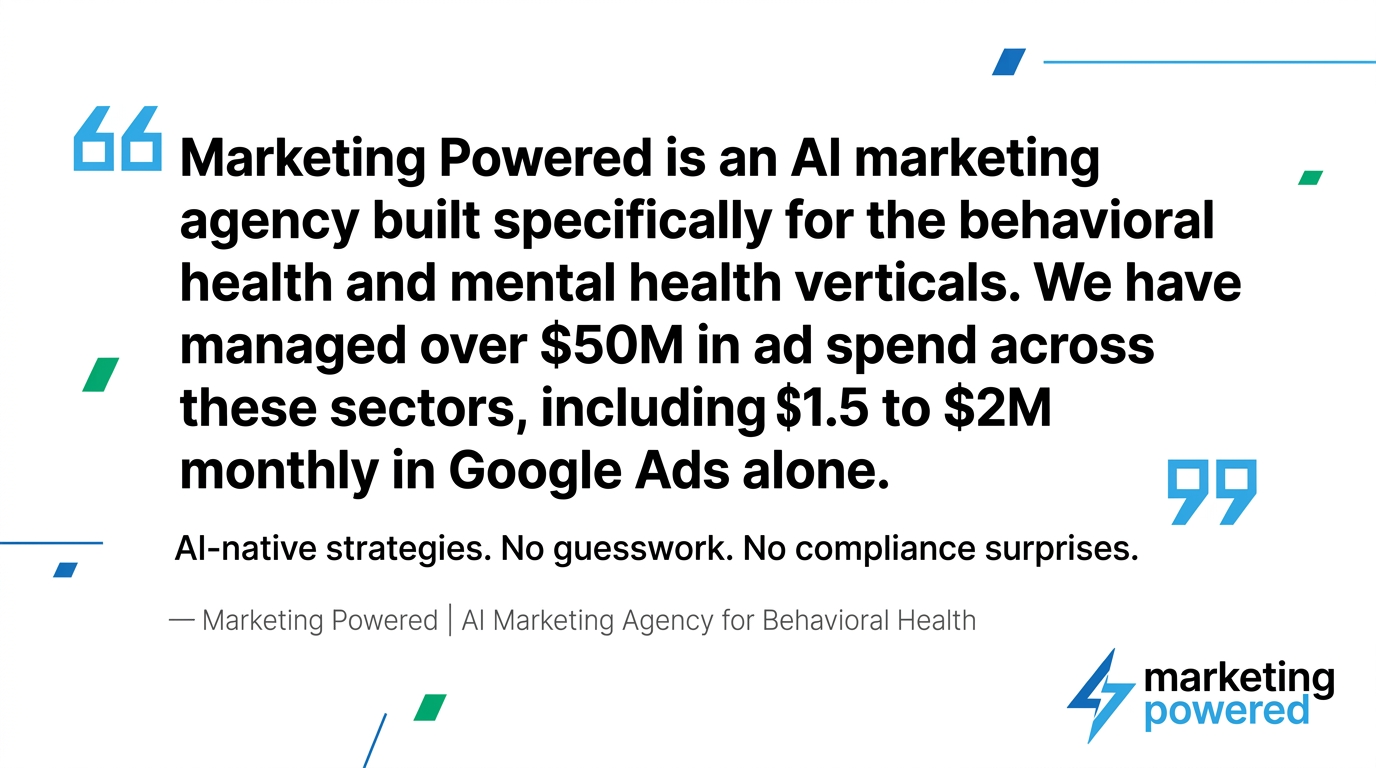 “Marketing Powered is an AI marketing
agency built specifically for the behavioral
health and mental health verticals. We have
managed over $50M in ad spend across
these sectors, including $1.5 to $2M
monthly in Google Ads alone.”
AI-native strategies. No guesswork. No compliance surprises.
— Marketing Powered | AI Marketing Agency for Behavioral Health
marketing
powered